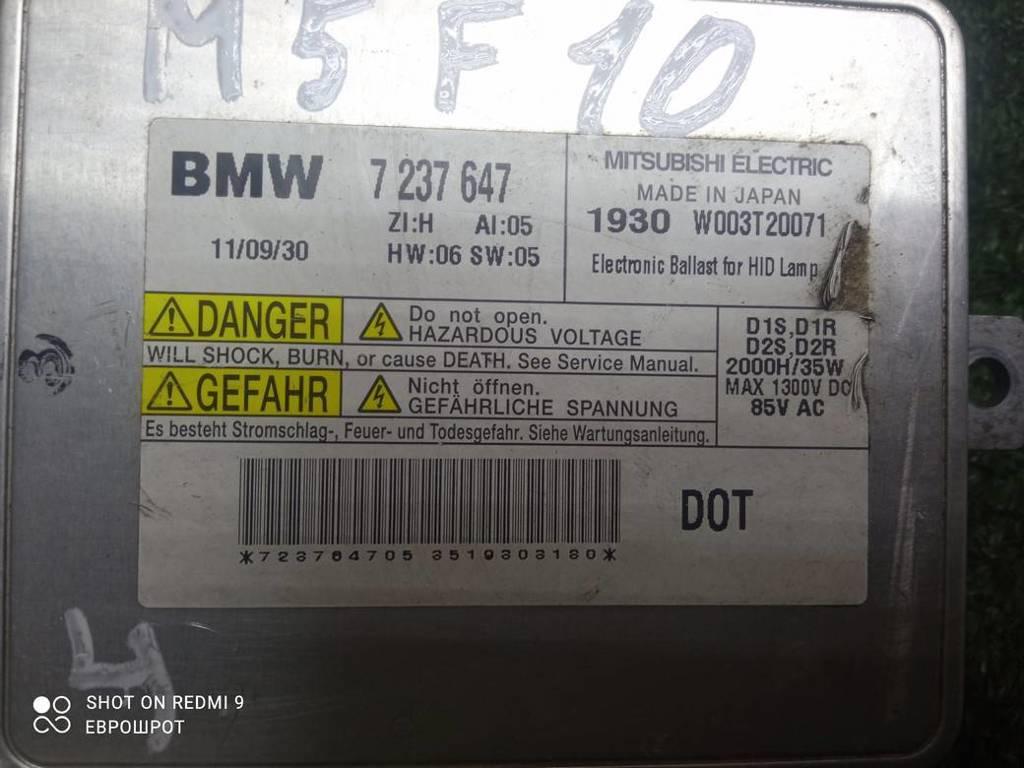 M5 F10
BMW 7 237 647
ZI:H AI:05
11/09/30 HW:06 SW:05
MITSUBISHI ELECTRIC
MADE IN JAPAN
1930 W003T20071
Electronic Ballast for HID Lamp
DANGER Do not open.
HAZARDOUS VOLTAGE
WILL SHOCK, BURN, or cause DEATH. See Service Manual.
GEFAHR Nicht öffnen.
GEFÄHRLICHE SPANNUNG
Es besteht Stromschlag-, Feuer- und Todesgefahr. Siehe Wartungsanleitung.
D1S,D1R
D2S,D2R
2000H/35W
MAX 1300V DC
85V AC
DOT
*723764705 3519303180*
4
SHOT ON REDMI 9
ЕВРОШРОТ